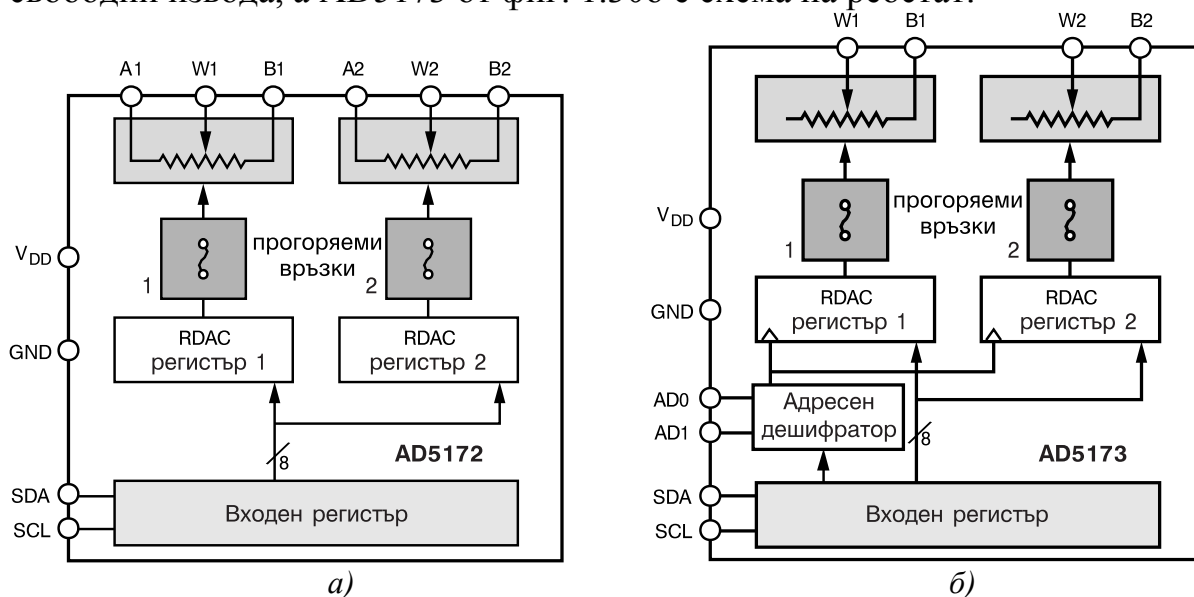 A1 W1 B1 A2 W2 B2
прогоряеми
връзки
1
2
V_DD
GND
RDAC
регистър 1
RDAC
регистър 2
8
AD5172
SDA
SCL
Входен регистър
а)
W1 B1 W2 B2
прогоряеми
връзки
1
2
V_DD
GND
RDAC
регистър 1
RDAC
регистър 2
AD0
AD1
Адресен
дешифратор
8
AD5173
SDA
SCL
Входен регистър
б)